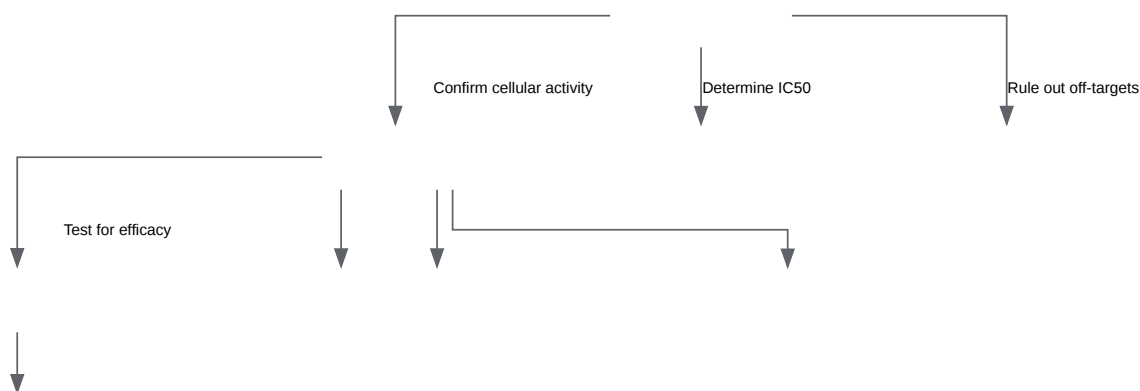 Confirm cellular activity
Determine IC50
Rule out off-targets
Test for efficacy